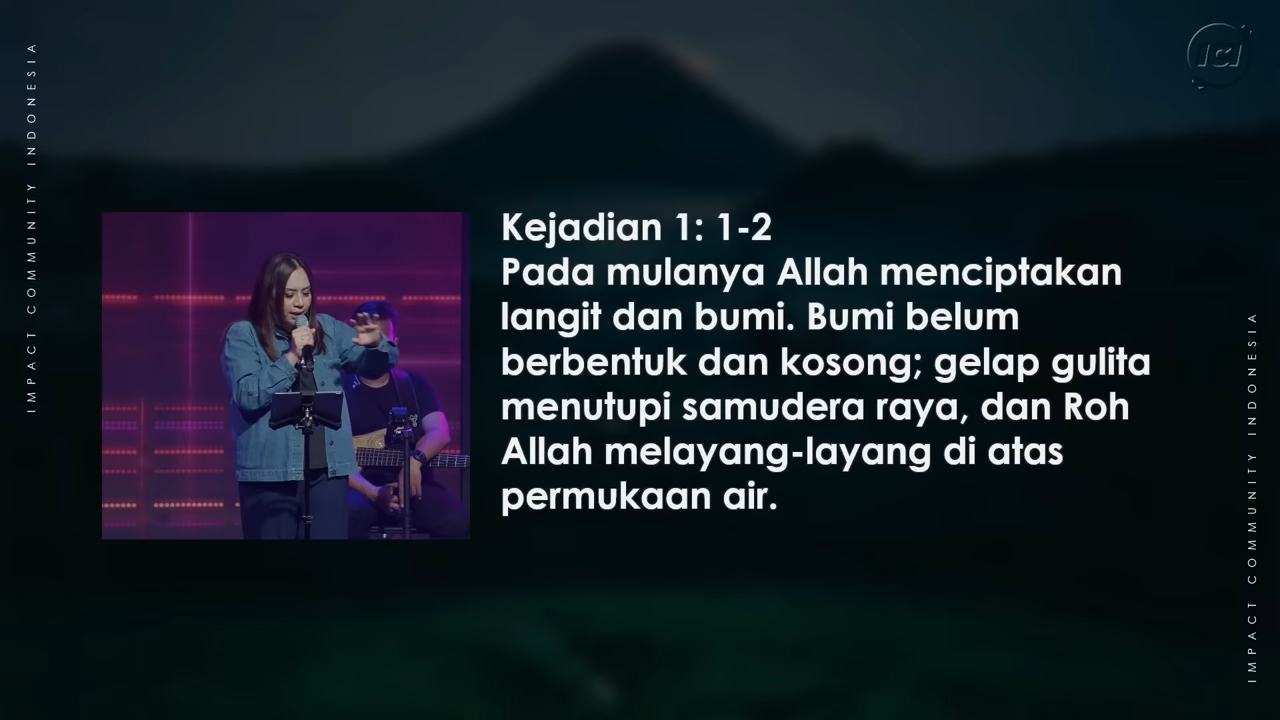 IMPACT COMMUNITY INDONESIA
ICI
Kejadian 1: 1-2
Pada mulanya Allah menciptakan
langit dan bumi. Bumi belum
berbentuk dan kosong; gelap gulita
menutupi samudera raya, dan Roh
Allah melayang-layang di atas
permukaan air.
IMPACT COMMUNITY INDONESIA